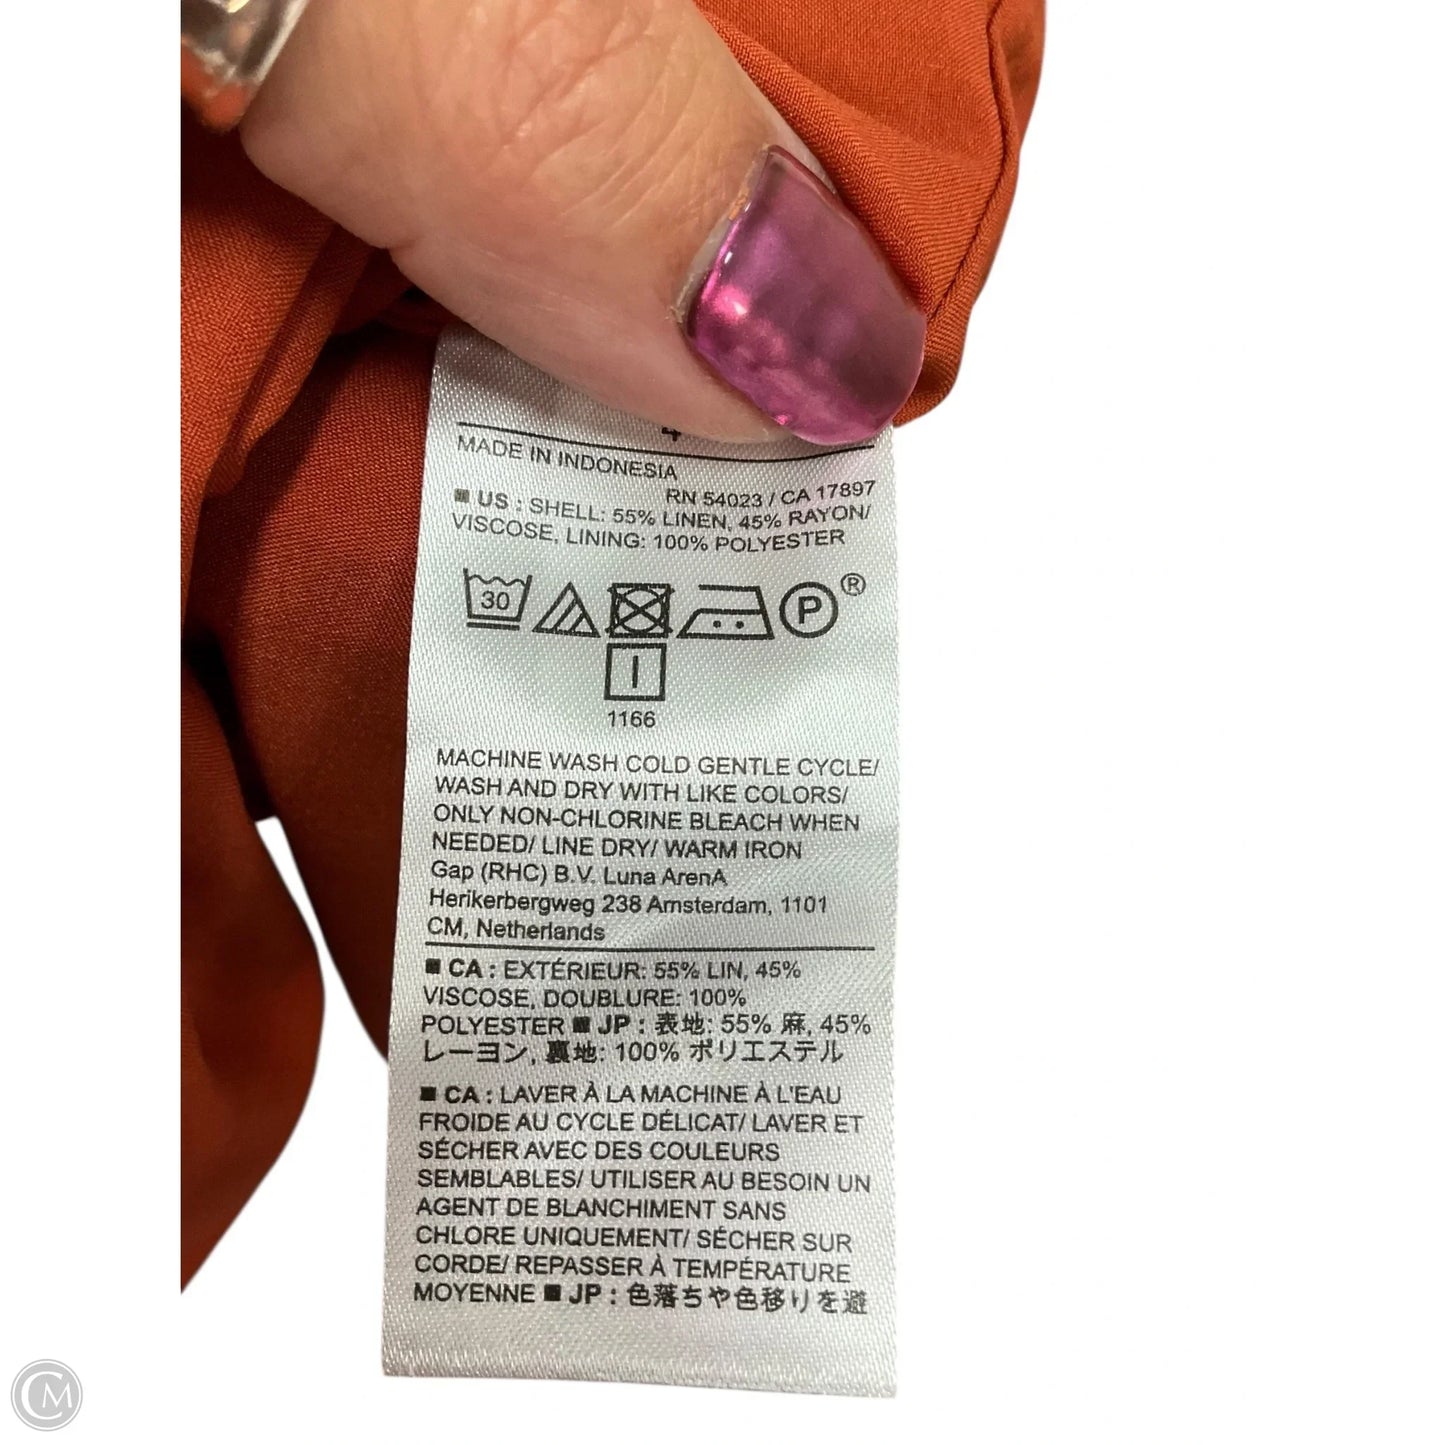 4
MADE IN INDONESIA
RN 54023 / CA 17897
■ US : SHELL: 55% LINEN, 45% RAYON/
VISCOSE, LINING: 100% POLYESTER
30 P ®
I
1166
MACHINE WASH COLD GENTLE CYCLE/
WASH AND DRY WITH LIKE COLORS/
ONLY NON-CHLORINE BLEACH WHEN
NEEDED/ LINE DRY/ WARM IRON
Gap (RHC) B.V. Luna ArenA
Herikerbergweg 238 Amsterdam, 1101
CM, Netherlands
■ CA : EXTÉRIEUR: 55% LIN, 45%
VISCOSE, DOUBLURE: 100%
POLYESTER ■ JP : 表地: 55% 麻, 45%
レーヨン, 裏地: 100% ポリエステル
■ CA : LAVER À LA MACHINE À L'EAU
FROIDE AU CYCLE DÉLICAT/ LAVER ET
SÉCHER AVEC DES COULEURS
SEMBLABLES/ UTILISER AU BESOIN UN
AGENT DE BLANCHIMENT SANS
CHLORE UNIQUEMENT/ SÉCHER SUR
CORDE/ REPASSER À TEMPÉRATURE
MOYENNE ■ JP : 色落ちや色移りを避
CM